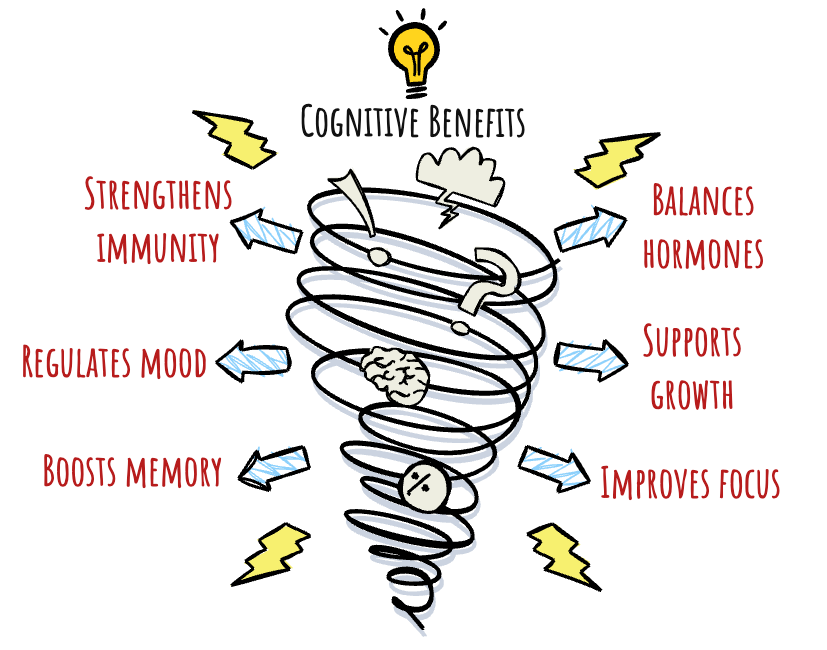 Cognitive Benefits
Strengthens
immunity
Balances
hormones
Regulates mood
Supports
growth
Boosts memory
Improves focus